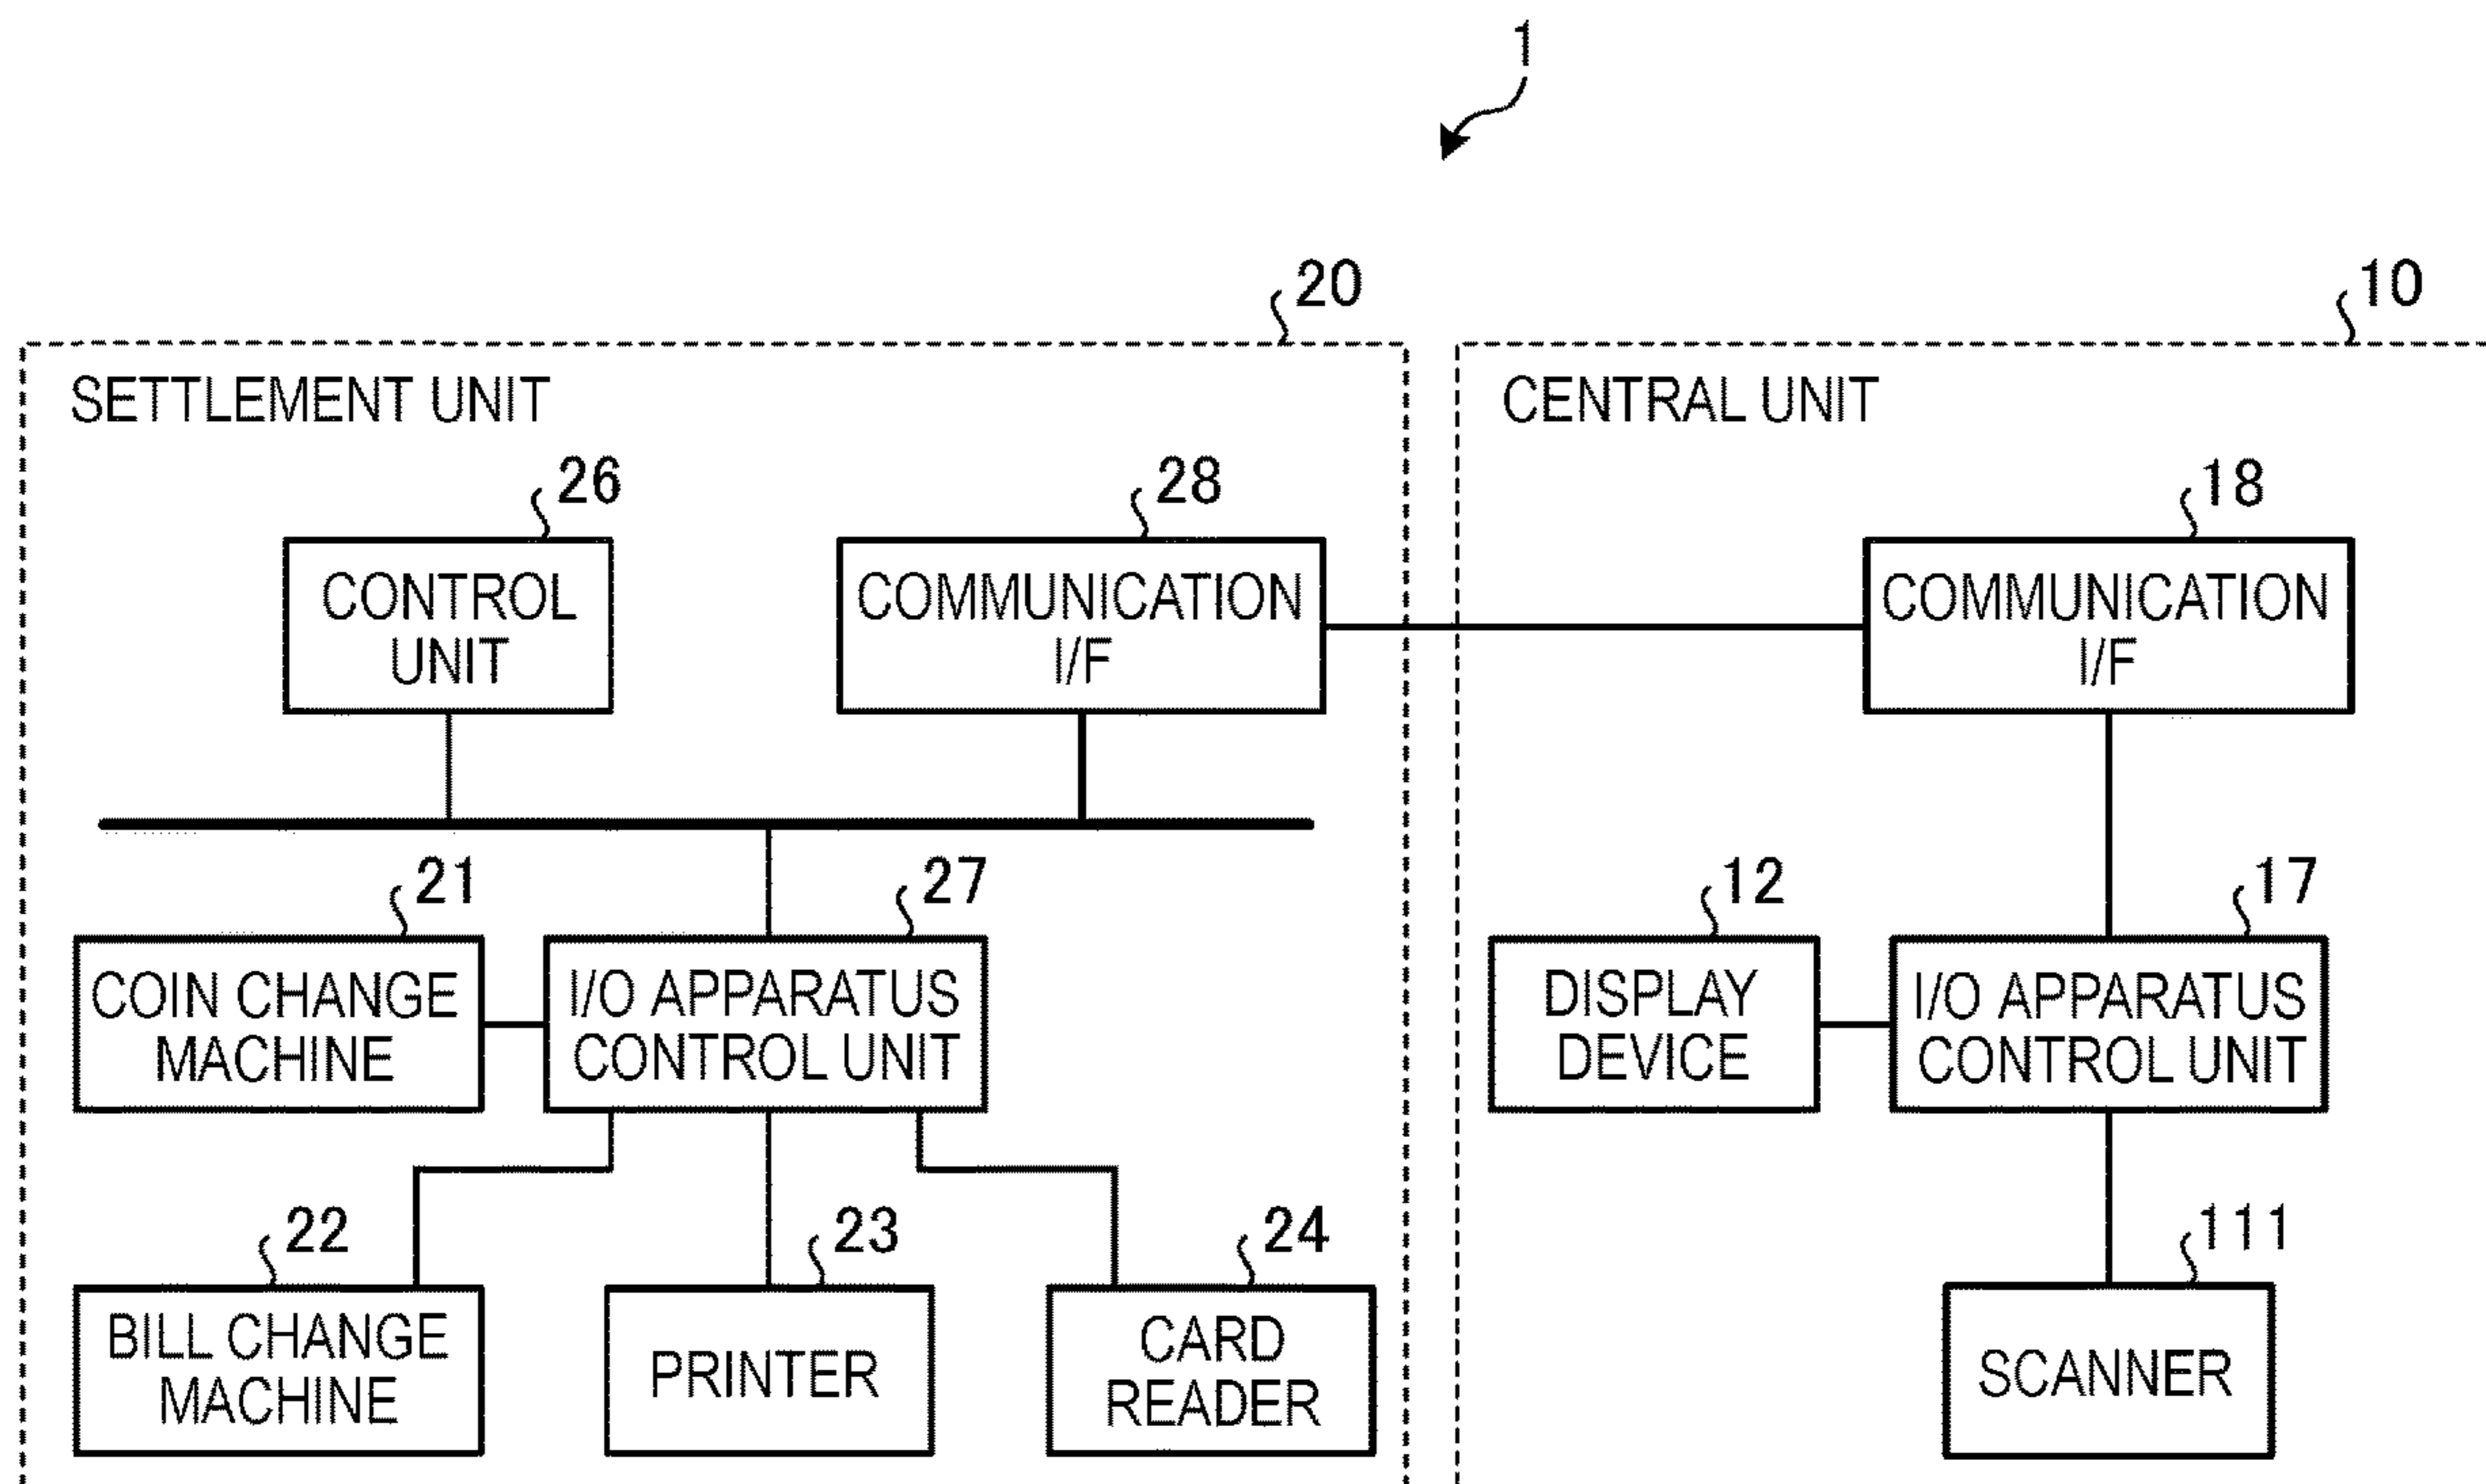 1
20
10
SETTLEMENT UNIT
CENTRAL UNIT
26
28
18
CONTROL
UNIT
COMMUNICATION
I/F
COMMUNICATION
I/F
21
27
12
17
COIN CHANGE
MACHINE
I/O APPARATUS
CONTROL UNIT
DISPLAY
DEVICE
I/O APPARATUS
CONTROL UNIT
22
23
24
111
BILL CHANGE
MACHINE
PRINTER
CARD
READER
SCANNER